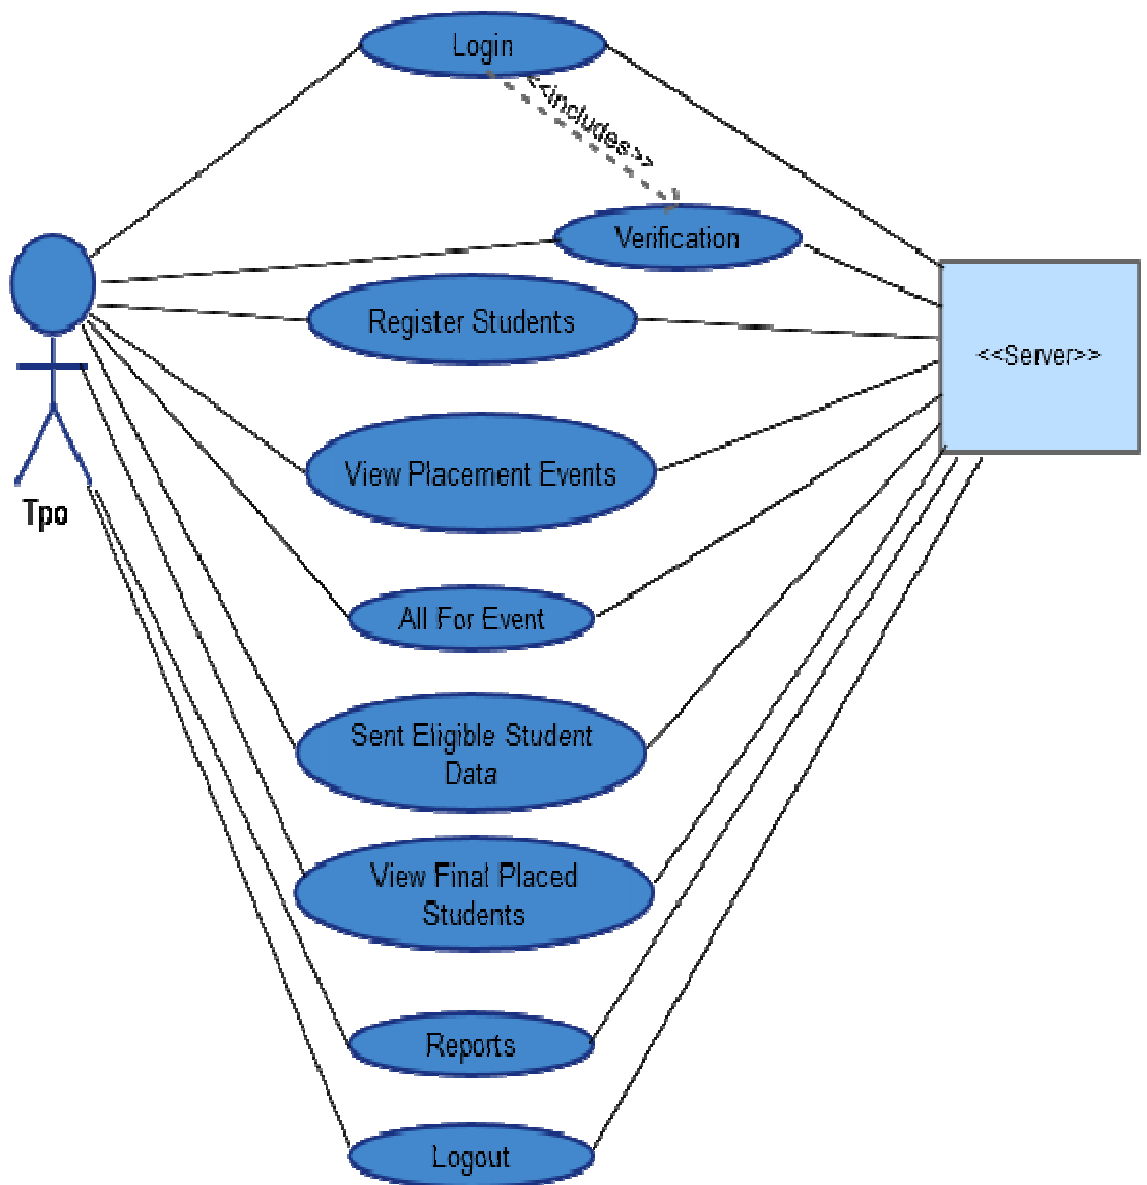 Login
<<includes>>
Verification
Register Students
<<Server>>
View Placement Events
Tpo
All For Event
Sent Eligible Student
Data
View Final Placed
Students
Reports
Logout